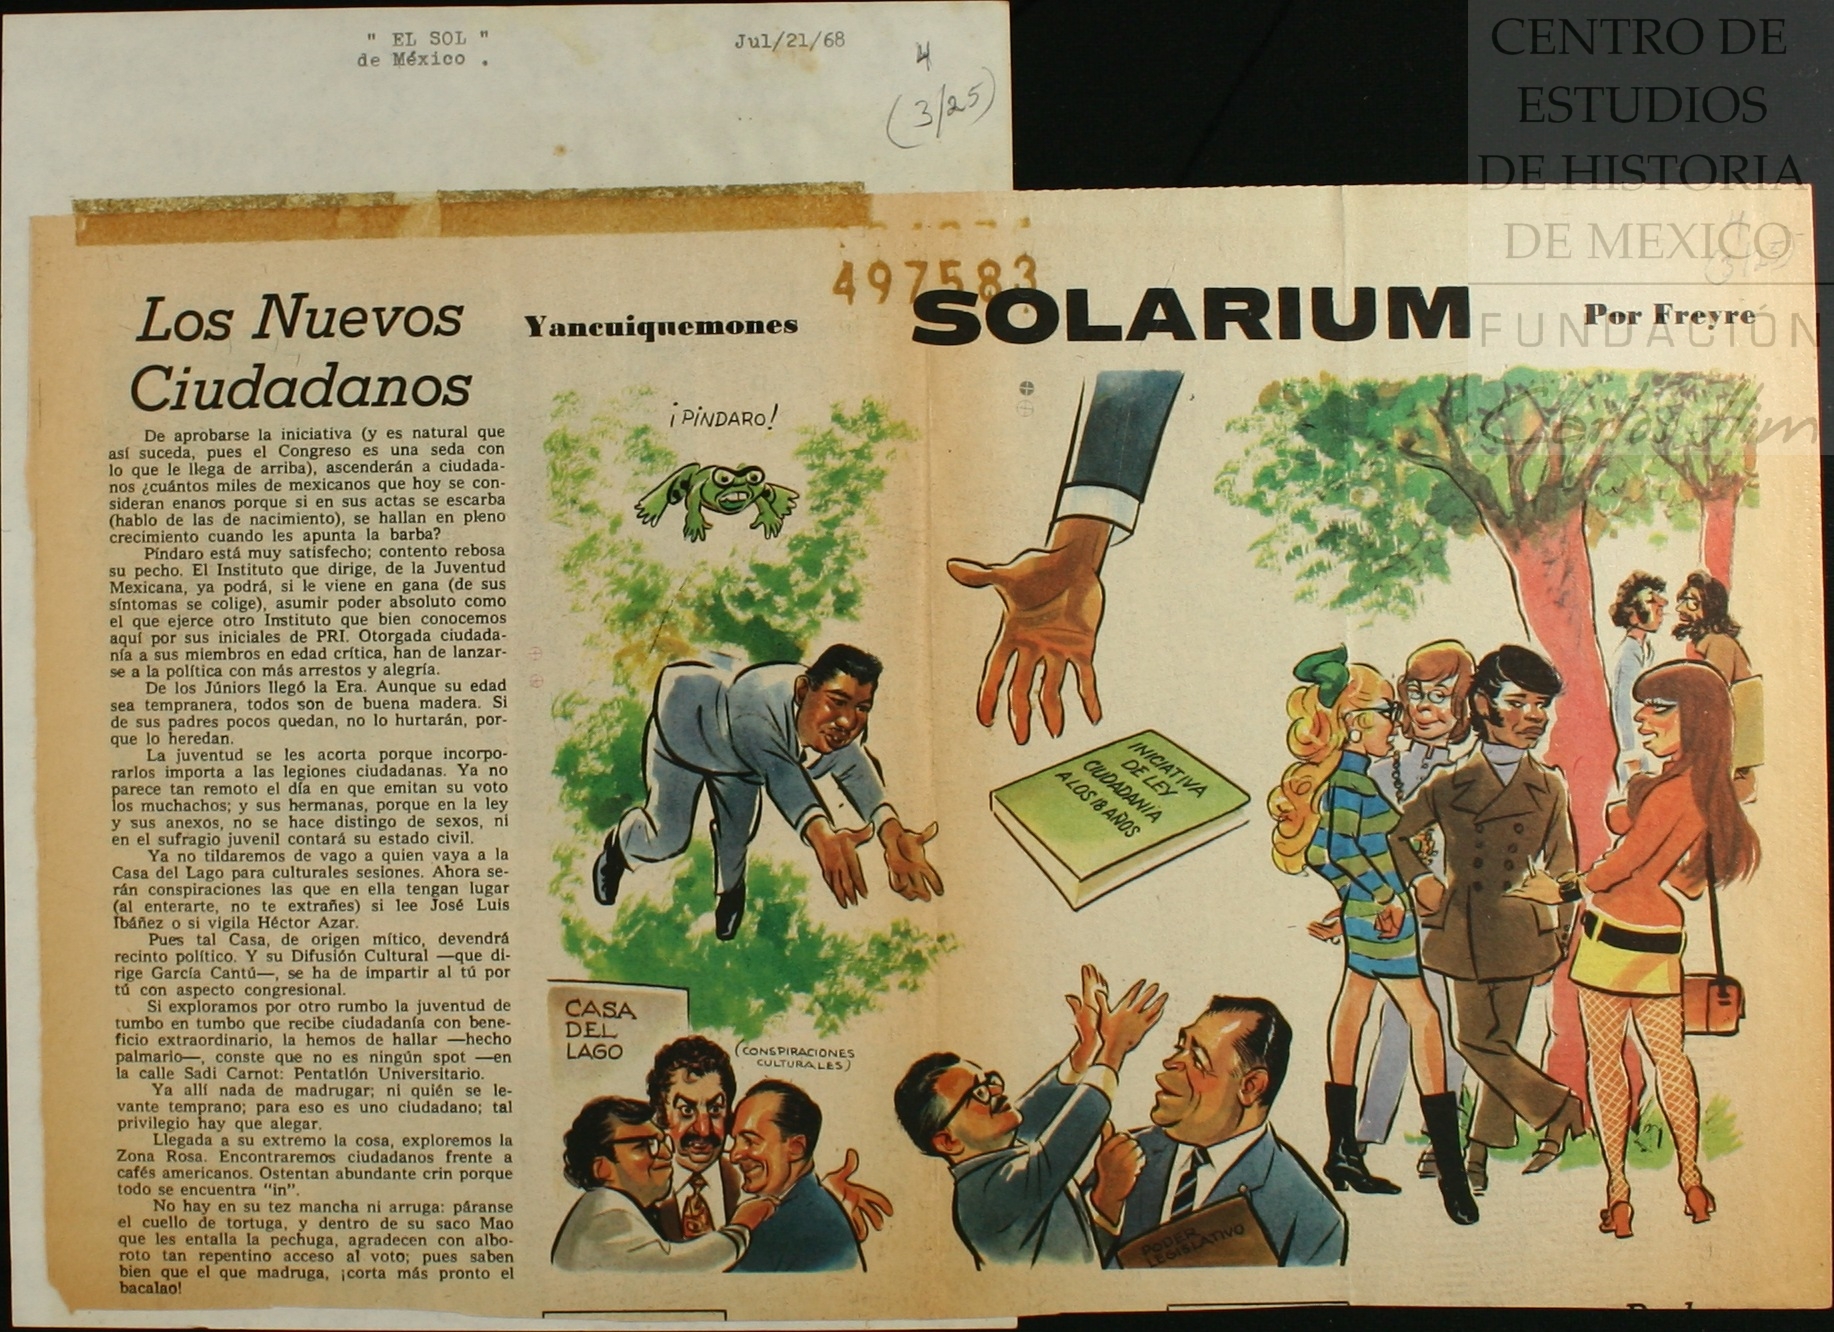 " EL SOL "
de México .
Jul/21/68
4
(3/25)
CENTRO DE
ESTUDIOS
DE HISTORIA
DE MEXICO
FUNDACIÓN
Carlos Slim
497583
Los Nuevos
Ciudadanos
De aprobarse la iniciativa (y es natural que
así suceda, pues el Congreso es una seda con
lo que le llega de arriba), ascenderán a ciudada-
nos ¿cuántos miles de mexicanos que hoy se con-
sideran enanos porque si en sus actas se escarba
(hablo de las de nacimiento), se hallan en pleno
crecimiento cuando les apunta la barba?
Píndaro está muy satisfecho; contento rebosa
su pecho. El Instituto que dirige, de la Juventud
Mexicana, ya podrá, si le viene en gana (de sus
síntomas se colige), asumir poder absoluto como
el que ejerce otro Instituto que bien conocemos
aquí por sus iniciales de PRI. Otorgada ciudada-
nía a sus miembros en edad crítica, han de lanzar-
se a la política con más arrestos y alegría.
De los Júniors llegó la Era. Aunque su edad
sea tempranera, todos son de buena madera. Si
de sus padres pocos quedan, no lo hurtarán, por-
que lo heredan.
La juventud se les acorta porque incorpo-
rarlos importa a las legiones ciudadanas. Ya no
parece tan remoto el día en que emitan su voto
los muchachos; y sus hermanas, porque en la ley
y sus anexos, no se hace distingo de sexos, ni
en el sufragio juvenil contará su estado civil.
Ya no tildaremos de vago a quien vaya a la
Casa del Lago para culturales sesiones. Ahora se-
rán conspiraciones las que en ella tengan lugar
(al enterarte, no te extrañes) si lee José Luis
Ibáñez o si vigila Héctor Azar.
Pues tal Casa, de origen mítico, devendrá
recinto político. Y su Difusión Cultural —que di-
rige García Cantú—, se ha de impartir al tú por
tú con aspecto congresional.
Si exploramos por otro rumbo la juventud de
tumbo en tumbo que recibe ciudadanía con bene-
ficio extraordinario, la hemos de hallar —hecho
palmario—, conste que no es ningún spot —en
la calle Sadi Carnot: Pentatlón Universitario.
Ya allí nada de madrugar; ni quién se le-
vante temprano; para eso es uno ciudadano; tal
privilegio hay que alegar.
Llegada a su extremo la cosa, exploremos la
Zona Rosa. Encontraremos ciudadanos frente a
cafés americanos. Ostentan abundante crin porque
todo se encuentra "in".
No hay en su tez mancha ni arruga: páranse
el cuello de tortuga, y dentro de su saco Mao
que les entalla la pechuga, agradecen con albo-
roto tan repentino acceso al voto; pues saben
bien que el que madruga, ¡corta más pronto el
bacalao!
Yancuiquemones
SOLARIUM
Por Freyre
¡PÍNDARO!
INICIATIVA
DE LEY
CIUDADANÍA
A LOS 18 AÑOS
CASA
DEL
LAGO
(CONSPIRACIONES
CULTURALES)
PODER
LEGISLATIVO